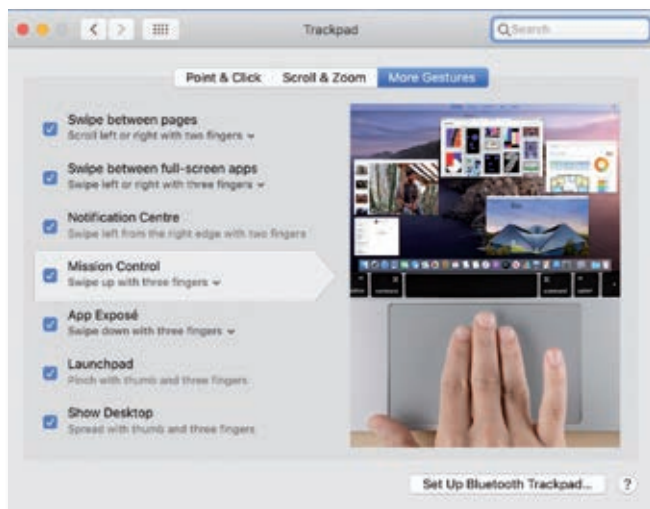 Trackpad
Search
Point & Click Scroll & Zoom More Gestures
Swipe between pages
Scroll left or right with two fingers
Swipe between full-screen apps
Swipe left or right with three fingers
Notification Centre
Swipe left from the right edge with two fingers
Mission Control
Swipe up with three fingers
App Exposé
Swipe down with three fingers
Launchpad
Pinch with thumb and three fingers
Show Desktop
Spread with thumb and three fingers
Set Up Bluetooth Trackpad...
?